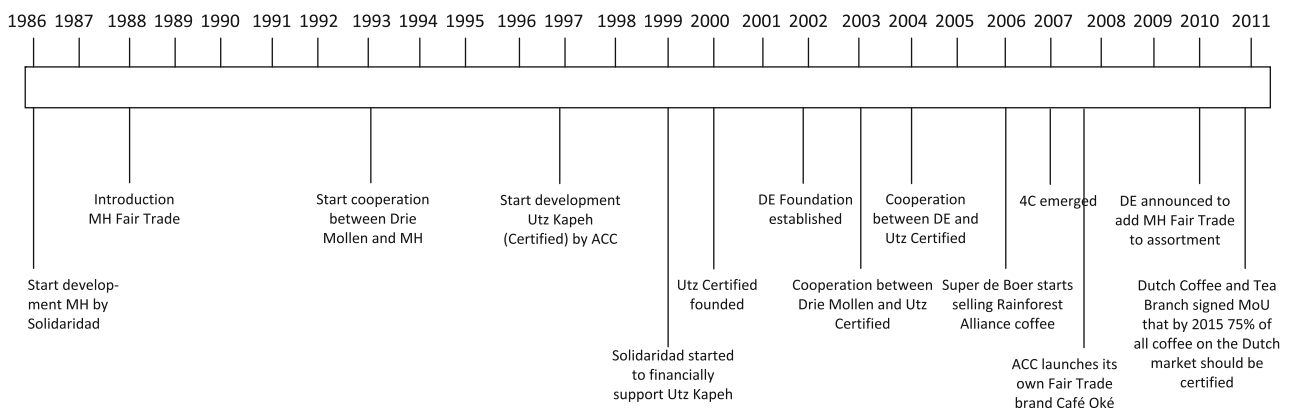 1986 1987 1988 1989 1990 1991 1992 1993 1994 1995 1996 1997 1998 1999 2000 2001 2002 2003 2004 2005 2006 2007 2008 2009 2010 2011
Start develop-
ment MH by
Solidaridad
Introduction
MH Fair Trade
Start cooperation
between Drie
Mollen and MH
Start development
Utz Kapeh
(Certified) by ACC
Solidaridad started
to financially
support Utz Kapeh
Utz Certified
founded
DE Foundation
established
Cooperation between
Drie Mollen and Utz
Certified
Cooperation
between DE and
Utz Certified
Super de Boer starts
selling Rainforest
Alliance coffee
4C emerged
ACC launches its
own Fair Trade
brand Café Oké
DE announced to
add MH Fair Trade
to assortment
Dutch Coffee and Tea
Branch signed MoU
that by 2015 75% of
all coffee on the Dutch
market should be
certified